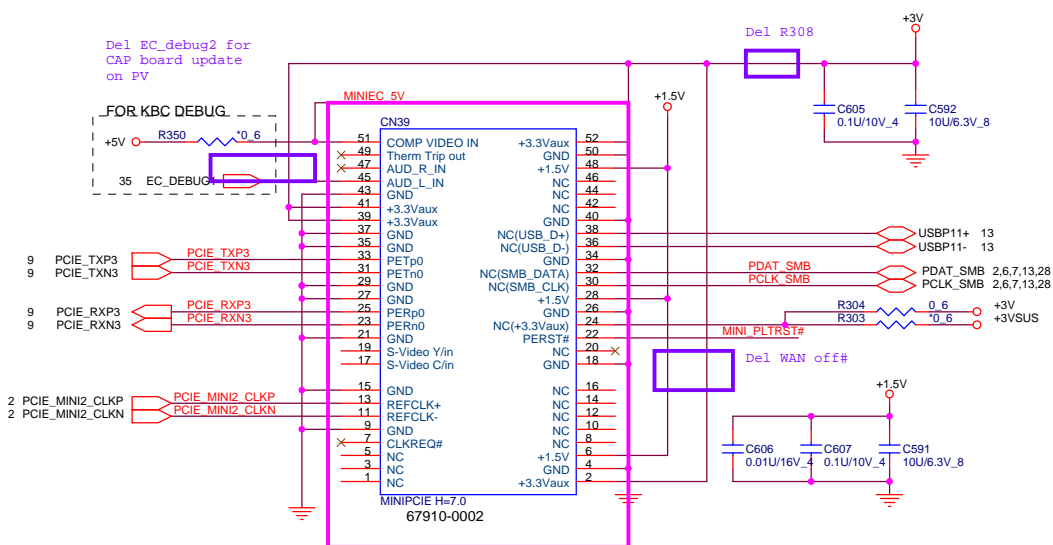 Del EC_debug2 for
CAP board update
on PV
Del R308
+3V
C605
0.1U/10V_4
C592
10U/6.3V_8
FOR KBC DEBUG
+5V
R350
*0_6
35 EC_DEBUG1
MINIEC_5V
+1.5V
CN39
51 COMP VIDEO IN
49 Therm Trip out
47 AUD_R_IN
45 AUD_L_IN
43 GND
41 +3.3Vaux
39 +3.3Vaux
37 GND
35 GND
33 PETp0
31 PETn0
29 GND
27 GND
25 PERp0
23 PERn0
21 GND
19 S-Video Y/in
17 S-Video C/in
15 GND
13 REFCLK+
11 REFCLK-
9 GND
7 CLKREQ#
5 NC
3 NC
1 NC
+3.3Vaux 52
GND 50
+1.5V 48
NC 46
NC 44
NC 42
GND 40
NC(USB_D+) 38
NC(USB_D-) 36
GND 34
NC(SMB_DATA) 32
NC(SMB_CLK) 30
+1.5V 28
GND 26
NC(+3.3Vaux) 24
PERST# 22
NC 20
GND 18
NC 16
NC 14
NC 12
NC 10
NC 8
+1.5V 6
GND 4
+3.3Vaux 2
MINIPCIE H=7.0
67910-0002
9 PCIE_TXP3 PCIE_TXP3
9 PCIE_TXN3 PCIE_TXN3
9 PCIE_RXP3 PCIE_RXP3
9 PCIE_RXN3 PCIE_RXN3
2 PCIE_MINI2_CLKP PCIE_MINI2_CLKP
2 PCIE_MINI2_CLKN PCIE_MINI2_CLKN
USBP11+ 13
USBP11- 13
PDAT_SMB PDAT_SMB 2,6,7,13,28
PCLK_SMB PCLK_SMB 2,6,7,13,28
R304 0_6 +3V
R303 *0_6 +3VSUS
MINI_PLTRST#
Del WAN off#
+1.5V
C606
0.01U/16V_4
C607
0.1U/10V_4
C591
10U/6.3V_8